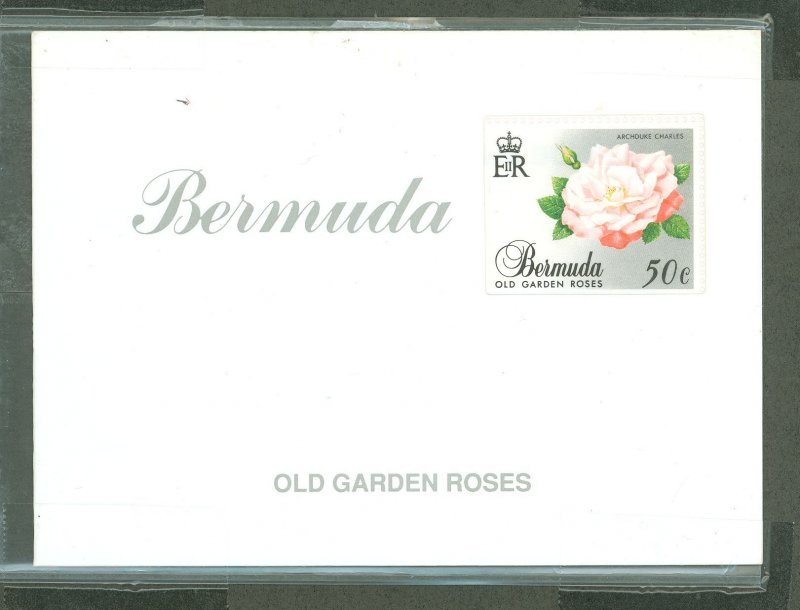 Bermuda
ARCHDUKE CHARLES
EIIR
Bermuda
OLD GARDEN ROSES
50c
OLD GARDEN ROSES